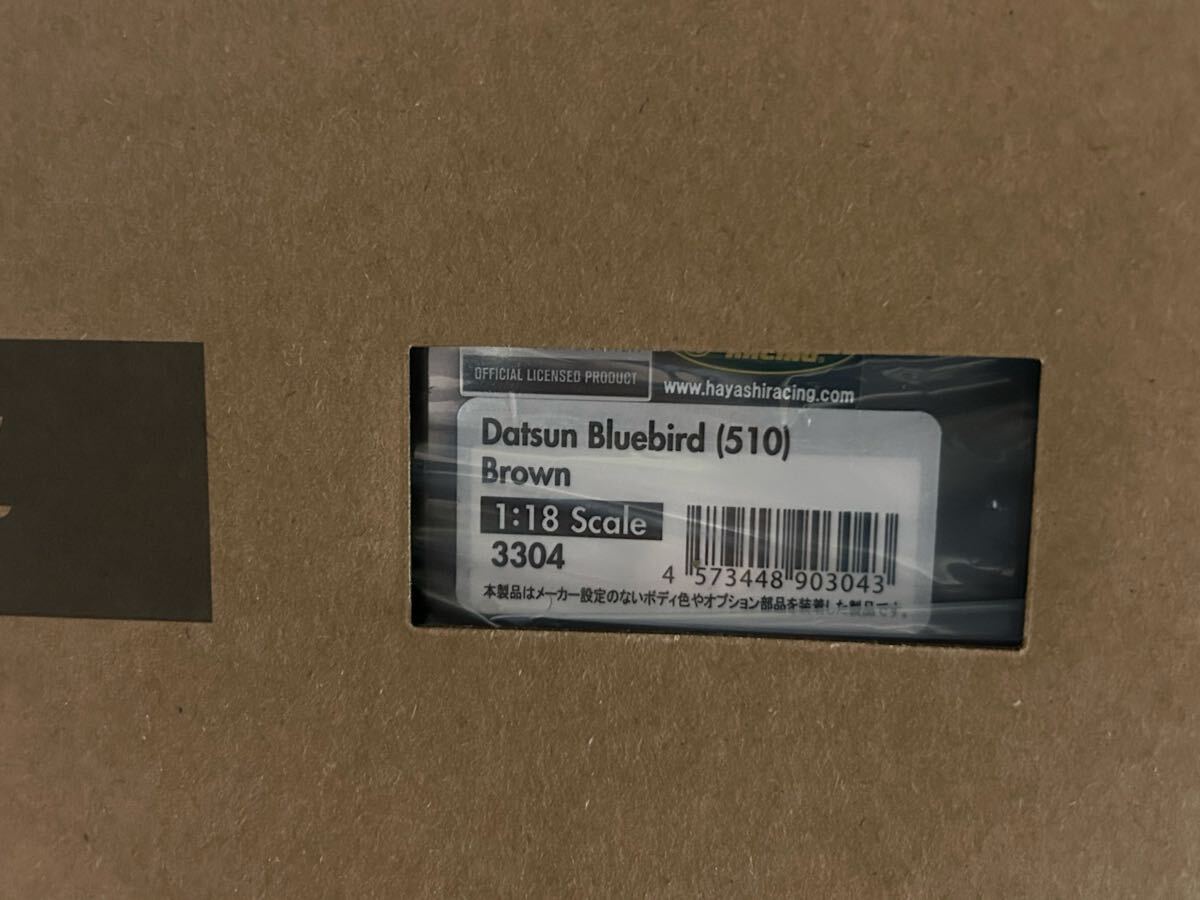 OFFICIAL LICENSED PRODUCT
RACING
www.hayashiracing.com
Datsun Bluebird (510)
Brown
1:18 Scale
3304
4 573448 903043
本製品はメーカー設定のないボディ色やオプション部品を装着した製品です。